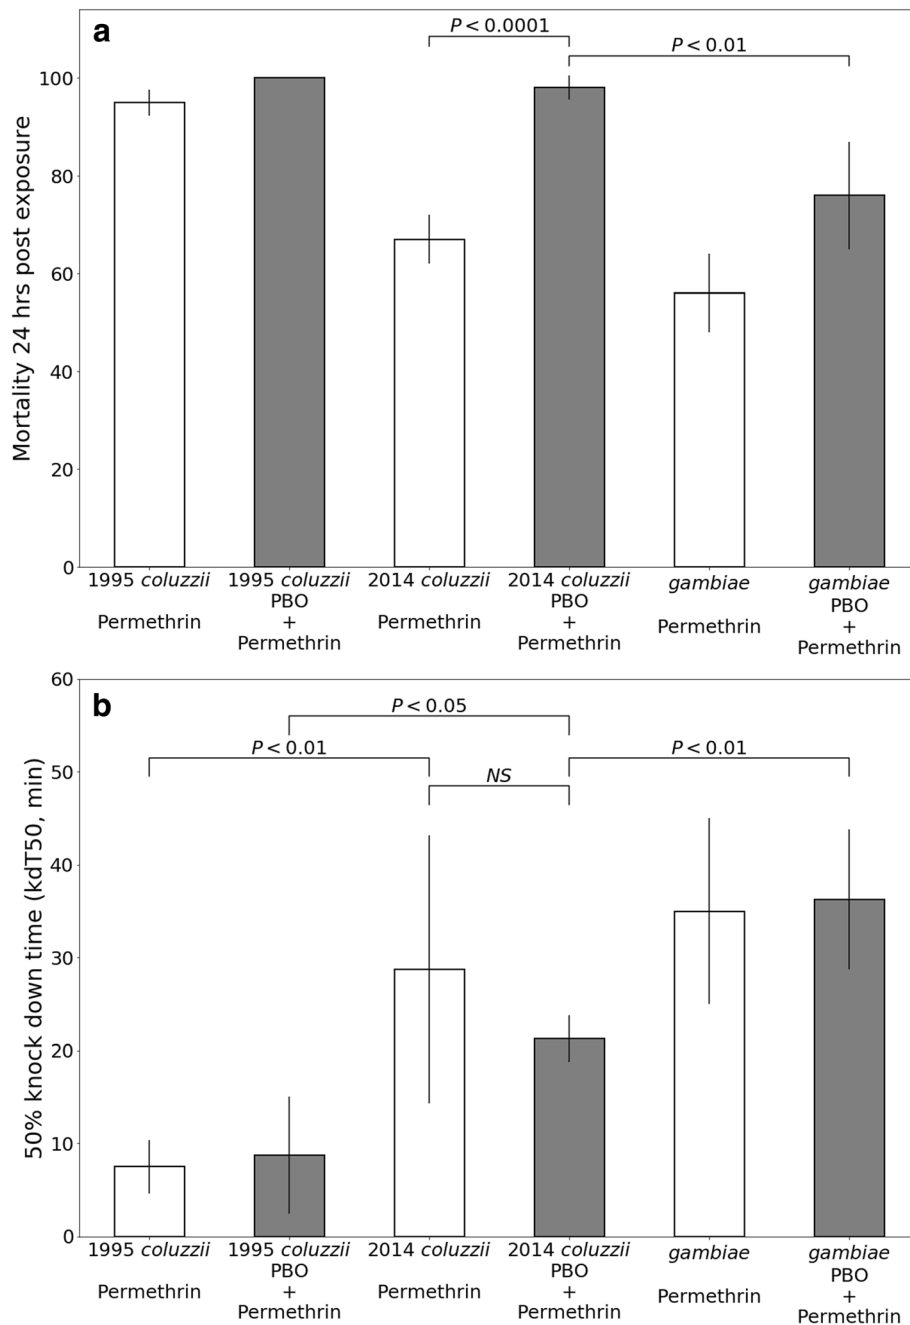 a
P < 0.0001
P < 0.01
Mortality 24 hrs post exposure
100
80
60
40
20
0
1995 coluzzii
Permethrin
1995 coluzzii
PBO
+
Permethrin
2014 coluzzii
Permethrin
2014 coluzzii
PBO
+
Permethrin
gambiae
Permethrin
gambiae
PBO
+
Permethrin
b
P < 0.05
P < 0.01
P < 0.01
NS
50% knock down time (kdT50, min)
60
50
40
30
20
10
0
1995 coluzzii
Permethrin
1995 coluzzii
PBO
+
Permethrin
2014 coluzzii
Permethrin
2014 coluzzii
PBO
+
Permethrin
gambiae
Permethrin
gambiae
PBO
+
Permethrin